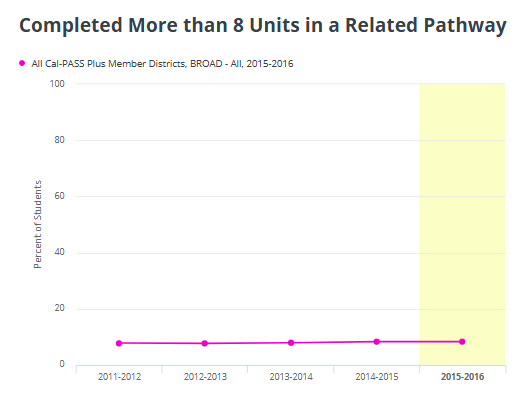 Completed More than 8 Units in a Related Pathway
All Cal-PASS Plus Member Districts, BROAD - All, 2015-2016
100
80
60
40
20
0
Percent of Students
2011-2012 2012-2013 2013-2014 2014-2015 2015-2016